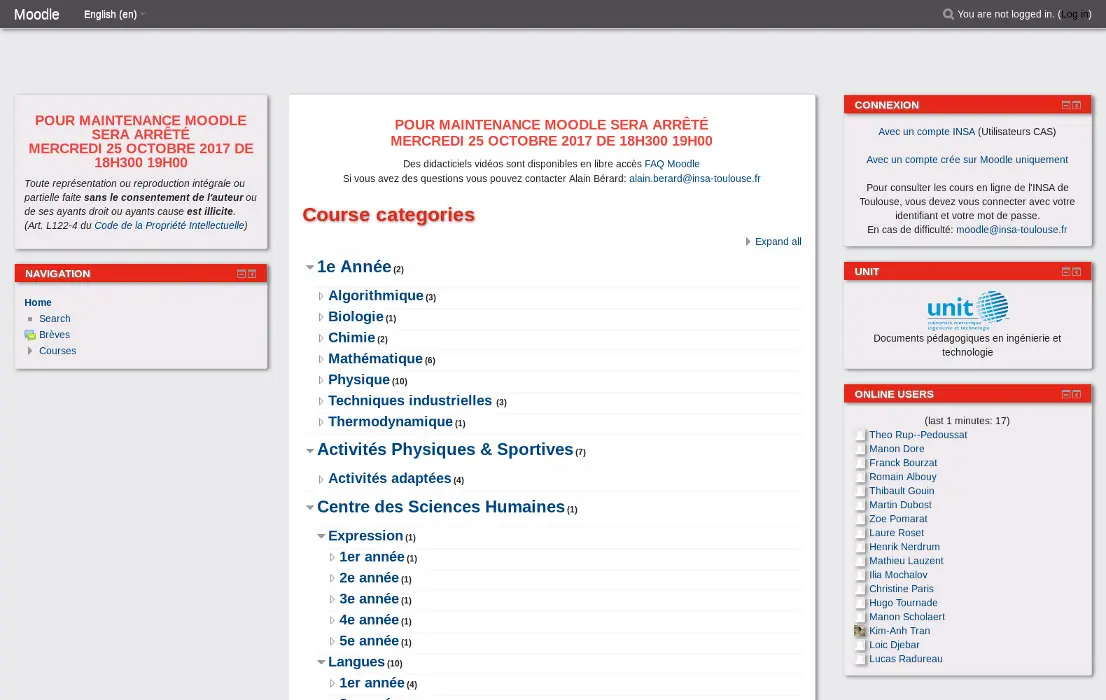 Moodle
English (en)
You are not logged in. (Log in)
POUR MAINTENANCE MOODLE
SERA ARRÊTÉ
MERCREDI 25 OCTOBRE 2017 DE
18H300 19H00
Toute représentation ou reproduction intégrale ou
partielle faite sans le consentement de l'auteur ou
de ses ayants droit ou ayants cause est illicite.
(Art. L122-4 du Code de la Propriété Intellectuelle)
NAVIGATION
Home
Search
Brèves
Courses
POUR MAINTENANCE MOODLE SERA ARRÊTÉ
MERCREDI 25 OCTOBRE 2017 DE 18H300 19H00
Des didacticiels vidéos sont disponibles en libre accès FAQ Moodle
Si vous avez des questions vous pouvez contacter Alain Bérard: alain.berard@insa-toulouse.fr
Course categories
Expand all
1e Année (2)
Algorithmique (3)
Biologie (1)
Chimie (2)
Mathématique (6)
Physique (10)
Techniques industrielles (3)
Thermodynamique (1)
Activités Physiques & Sportives (7)
Activités adaptées (4)
Centre des Sciences Humaines (1)
Expression (1)
1er année (1)
2e année (1)
3e année (1)
4e année (1)
5e année (1)
Langues (10)
1er année (4)
CONNEXION
Avec un compte INSA (Utilisateurs CAS)
Avec un compte crée sur Moodle uniquement
Pour consulter les cours en ligne de l'INSA de
Toulouse, vous devez vous connecter avec votre
identifiant et votre mot de passe.
En cas de difficulté: moodle@insa-toulouse.fr
UNIT
unit
université numérique
ingénierie et technologie
Documents pédagogiques en ingénierie et
technologie
ONLINE USERS
(last 1 minutes: 17)
Theo Rup--Pedoussat
Manon Dore
Franck Bourzat
Romain Albouy
Thibault Gouin
Martin Dubost
Zoe Pomarat
Laure Roset
Henrik Nerdrum
Mathieu Lauzent
Ilia Mochalov
Christine Paris
Hugo Tournade
Manon Scholaert
Kim-Anh Tran
Loic Djebar
Lucas Radureau